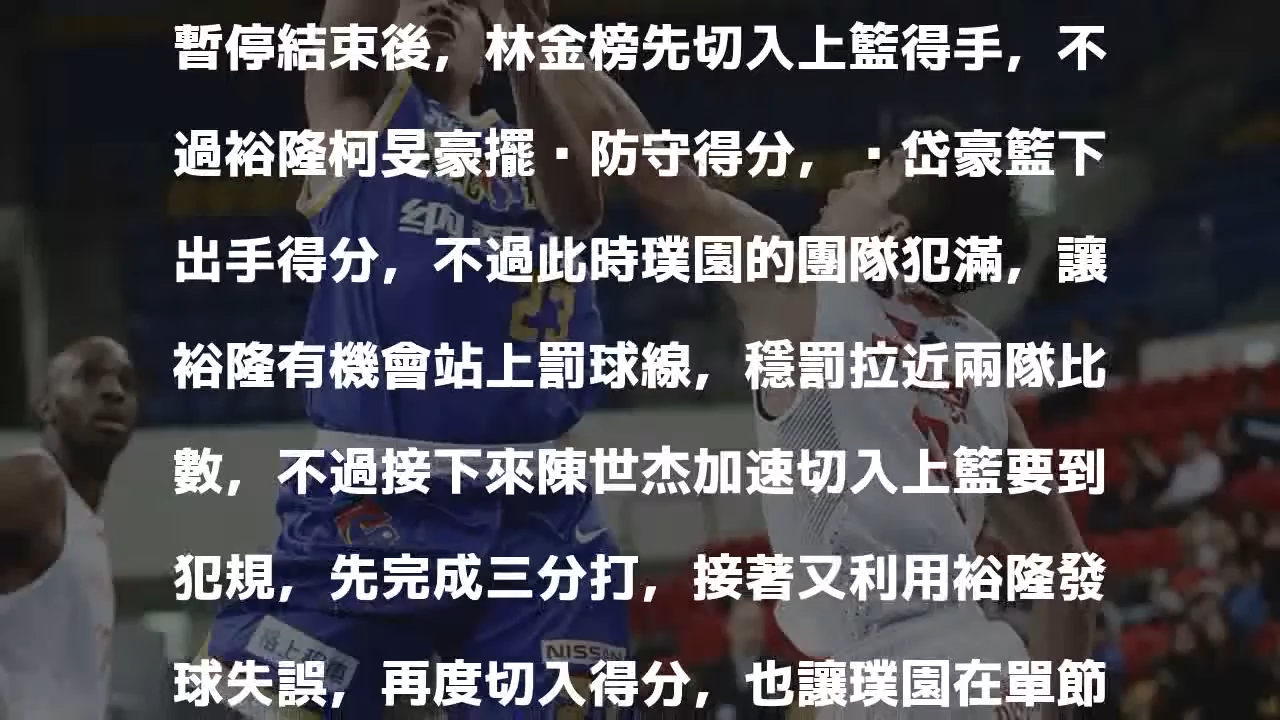 暫停結束後，林金榜先切入上籃得手，不
過裕隆柯旻豪擺·防守得分，·岱豪籃下
出手得分，不過此時璞園的團隊犯滿，讓
裕隆有機會站上罰球線，穩罰拉近兩隊比
數，不過接下來陳世杰加速切入上籃要到
犯規，先完成三分打，接著又利用裕隆發
球失誤，再度切入得分，也讓璞園在單節
23
NISSAN